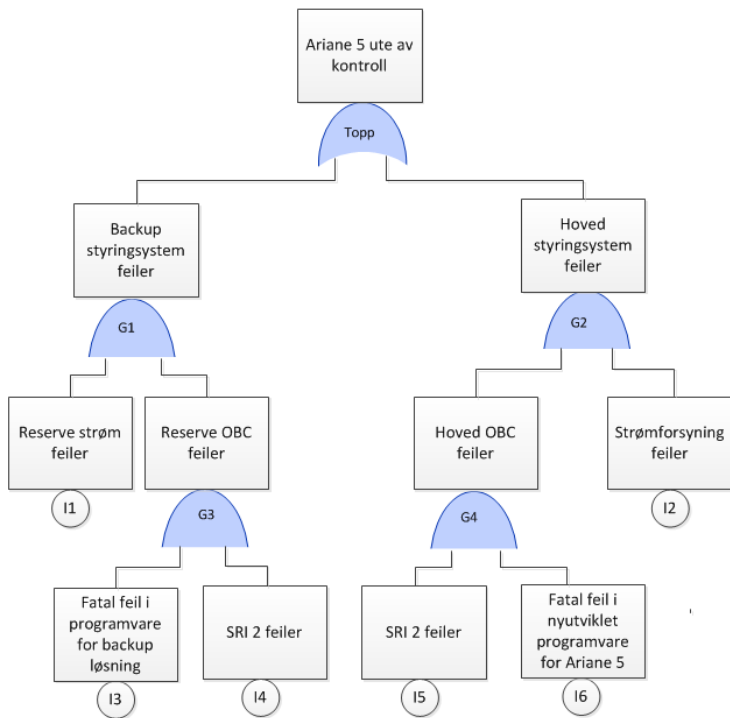 Ariane 5 ute av
kontroll
Topp
Backup
styringsystem
feiler
Hoved
styringsystem
feiler
G1
G2
Reserve strøm
feiler
Reserve OBC
feiler
Hoved OBC
feiler
Strømforsyning
feiler
I1
G3
G4
I2
Fatal feil i
programvare
for backup
løsning
SRI 2 feiler
SRI 2 feiler
Fatal feil i
nyutviklet
programvare
for Ariane 5
I3
I4
I5
I6